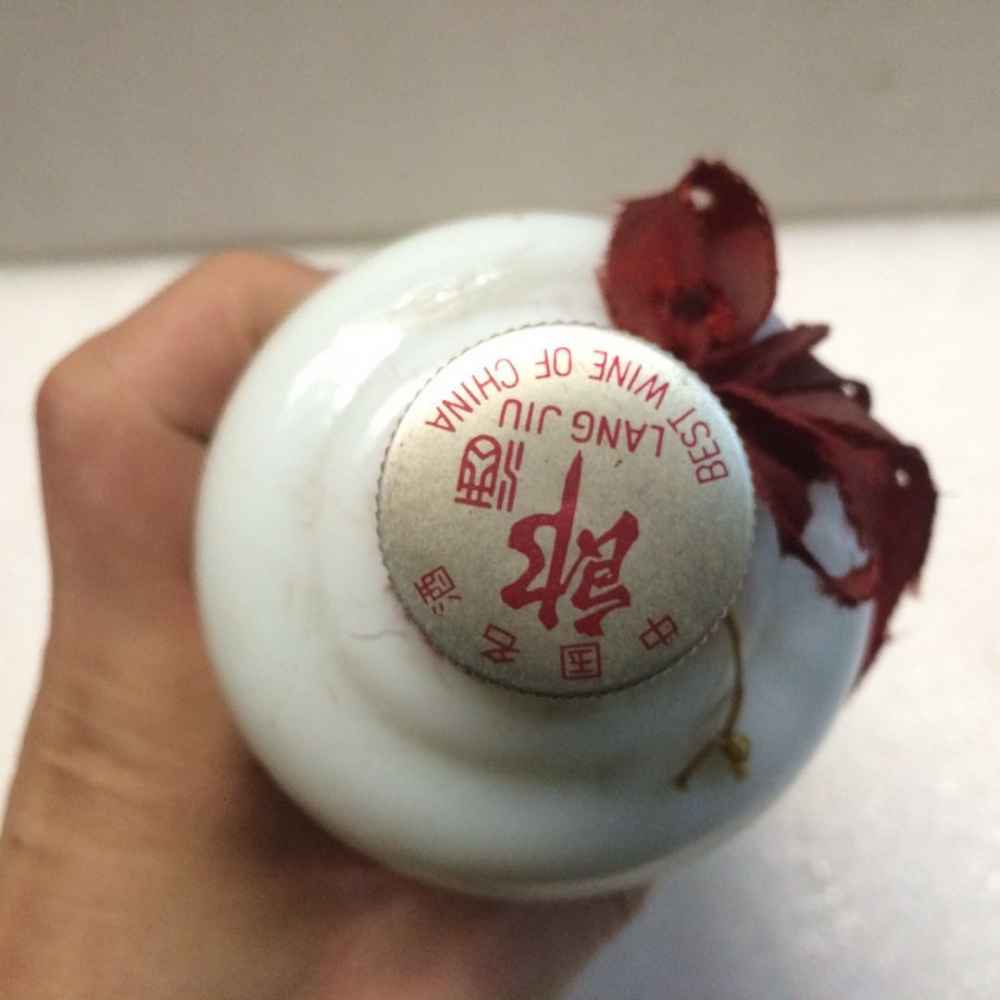 中国名酒
郎
LANG JIU
BEST WINE OF CHINA